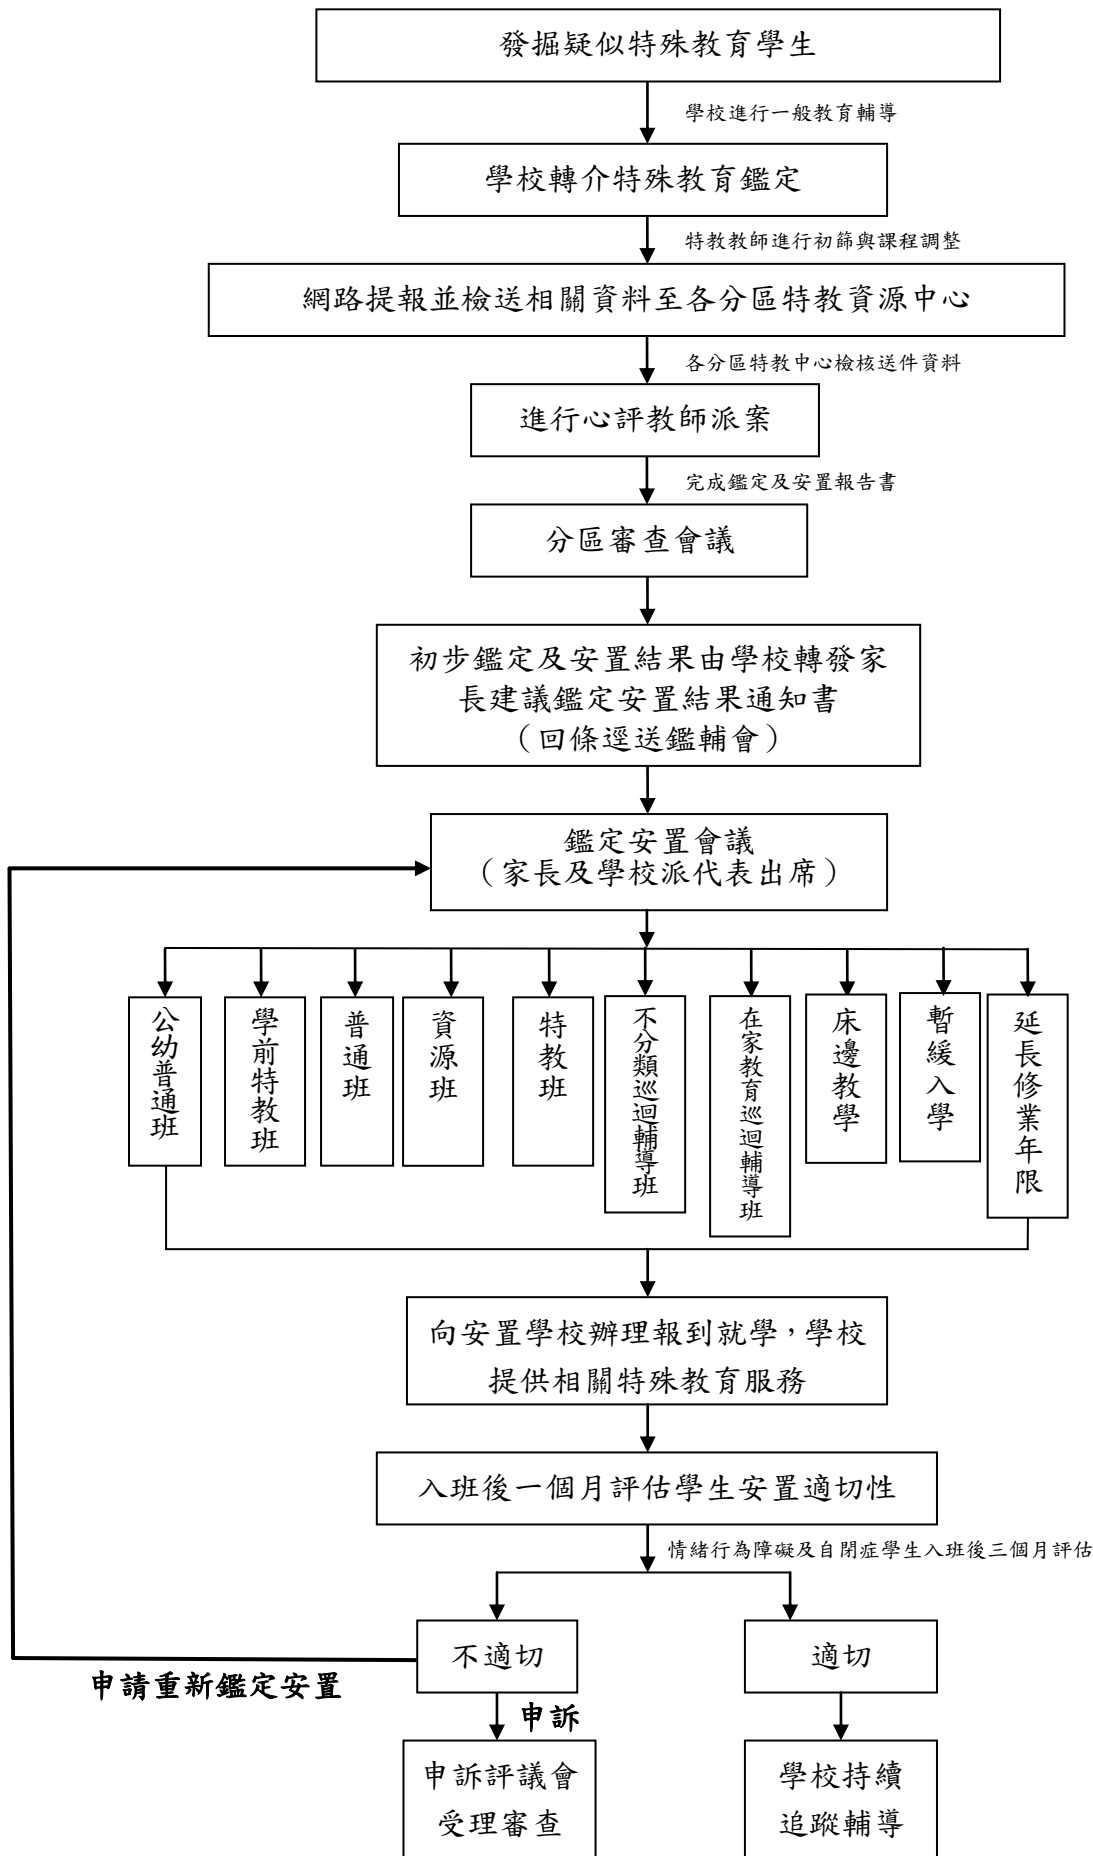 發掘疑似特殊教育學生
學校進行一般教育輔導
學校轉介特殊教育鑑定
特教教師進行初篩與課程調整
網路提報並檢送相關資料至各分區特教資源中心
各分區特教中心檢核送件資料
進行心評教師派案
完成鑑定及安置報告書
分區審查會議
初步鑑定及安置結果由學校轉發家
長建議鑑定安置結果通知書
（回條逕送鑑輔會）
鑑定安置會議
（家長及學校派代表出席）
公幼普通班
學前特教班
普通班
資源班
特教班
不分類巡迴輔導班
在家教育巡迴輔導班
床邊教學
暫緩入學
延長修業年限
向安置學校辦理報到就學，學校
提供相關特殊教育服務
入班後一個月評估學生安置適切性
情緒行為障礙及自閉症學生入班後三個月評估
不適切
適切
申請重新鑑定安置
申訴
申訴評議會
受理審查
學校持續
追蹤輔導